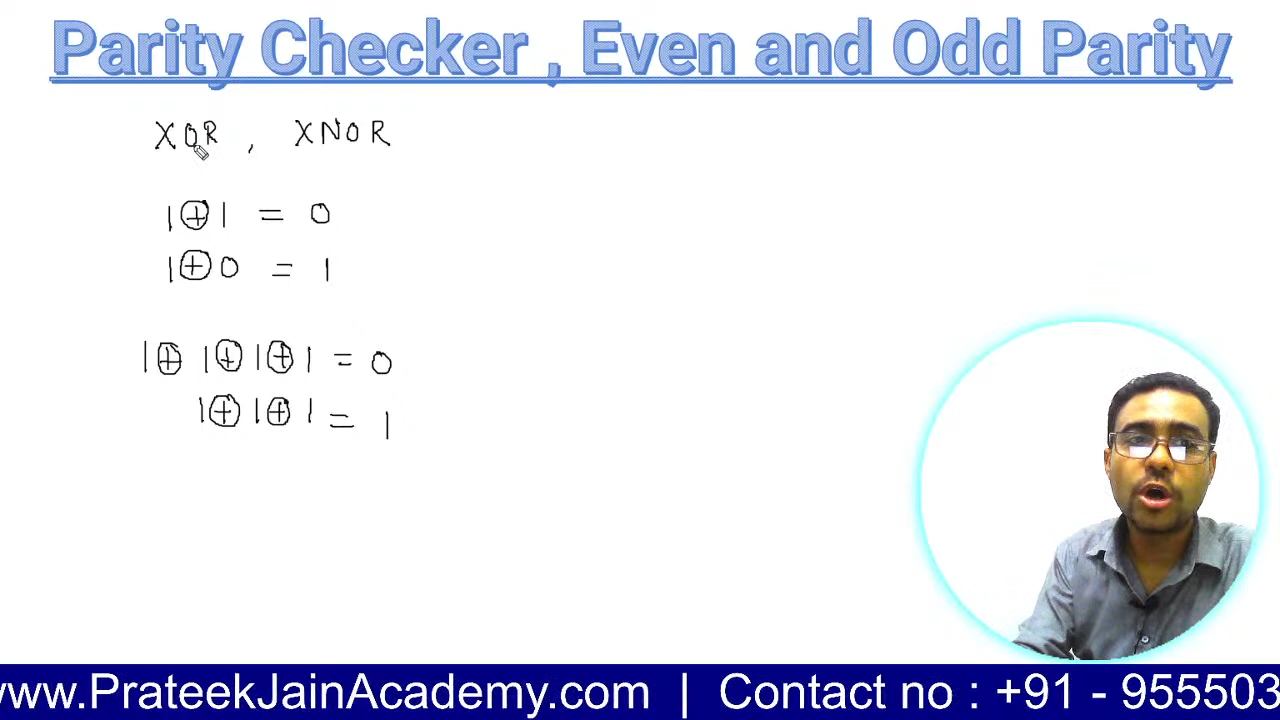 Parity Checker , Even and Odd Parity
XOR , XNOR
1 ⊕ 1 = 0
1 ⊕ 0 = 1
1 ⊕ 1 ⊕ 1 ⊕ 1 = 0
1 ⊕ 1 ⊕ 1 = 1
www.PrateekJainAcademy.com | Contact no : +91 - 955503